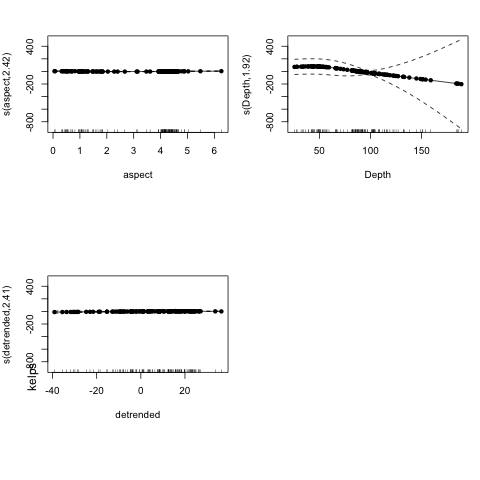 s(aspect,2.42)
400
-200
-800
0 1 2 3 4 5 6
aspect
s(Depth,1.92)
400
-200
-800
50 100 150
Depth
s(detrended,2.41)
400
-200
-800
kelps
-40 -20 0 20
detrended